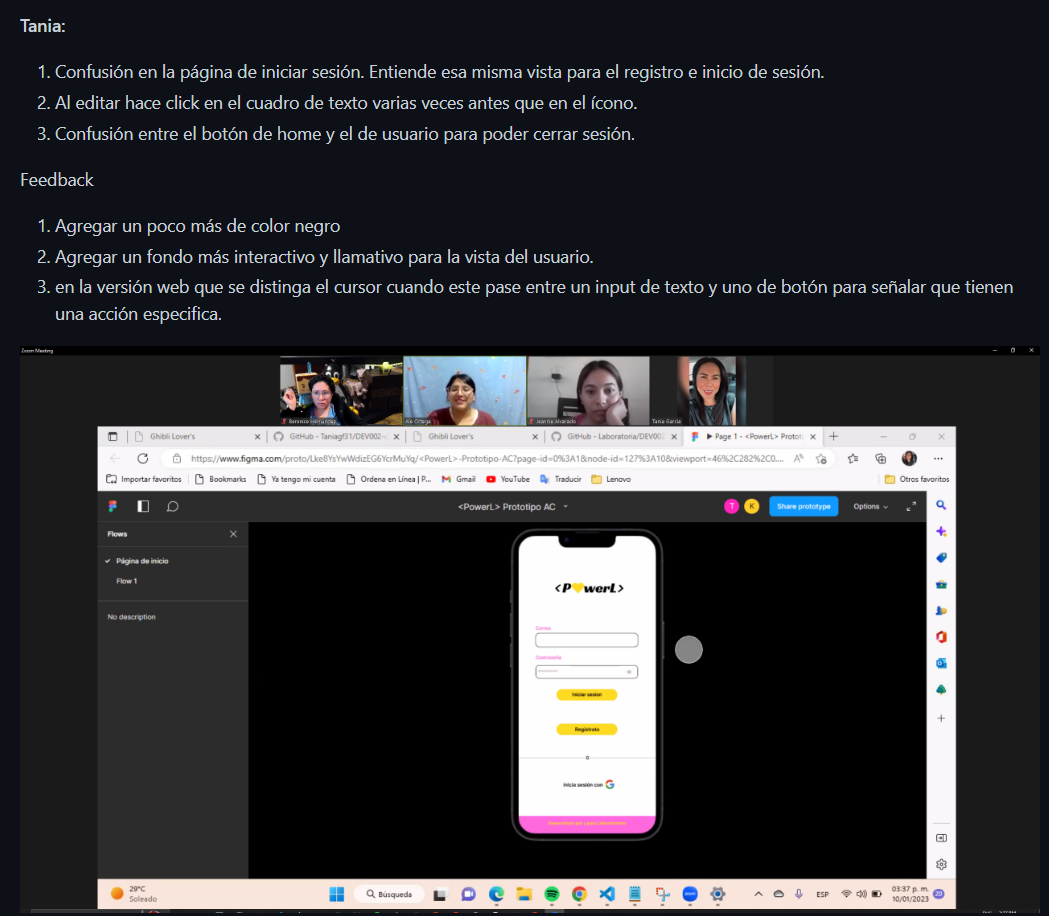 Tania:
1. Confusión en la página de iniciar sesión. Entiende esa misma vista para el registro e inicio de sesión.
2. Al editar hace click en el cuadro de texto varias veces antes que en el ícono.
3. Confusión entre el botón de home y el de usuario para poder cerrar sesión.
Feedback
1. Agregar un poco más de color negro
2. Agregar un fondo más interactivo y llamativo para la vista del usuario.
3. en la versión web que se distinga el cursor cuando este pase entre un input de texto y uno de botón para señalar que tienen
una acción especifica.
Zoom Meeting
Berenice Hernández
Ale Ortega
Jeanine Alvarado
Tania García
Ghibli Lover's
GitHub - Taniagf31/DEV002-
Ghibli Lover's
GitHub - Laboratoria/DEV002
Page 1 - <PowerL> Protot
https://www.figma.com/proto/Lke8YsYwWdizEG6YcrMuYq/<PowerL>-Prototipo-AC?page-id=0%3A1&node-id=127%3A10&viewport=46%2C282%2C0....
Importar favoritos
Bookmarks
Ya tengo mi cuenta
Ordena en Línea | P...
Gmail
YouTube
Traducir
Lenovo
Otros favoritos
<PowerL> Prototipo AC
T
K
Share prototype
Options
Flows
Página de inicio
Flow 1
No description
<P werL>
Correo
Contraseña
Iniciar sesión
Regístrate
o
Inicia sesión con G
29°C
Soleado
Búsqueda
ESP
03:37 p. m.
10/01/2023
20